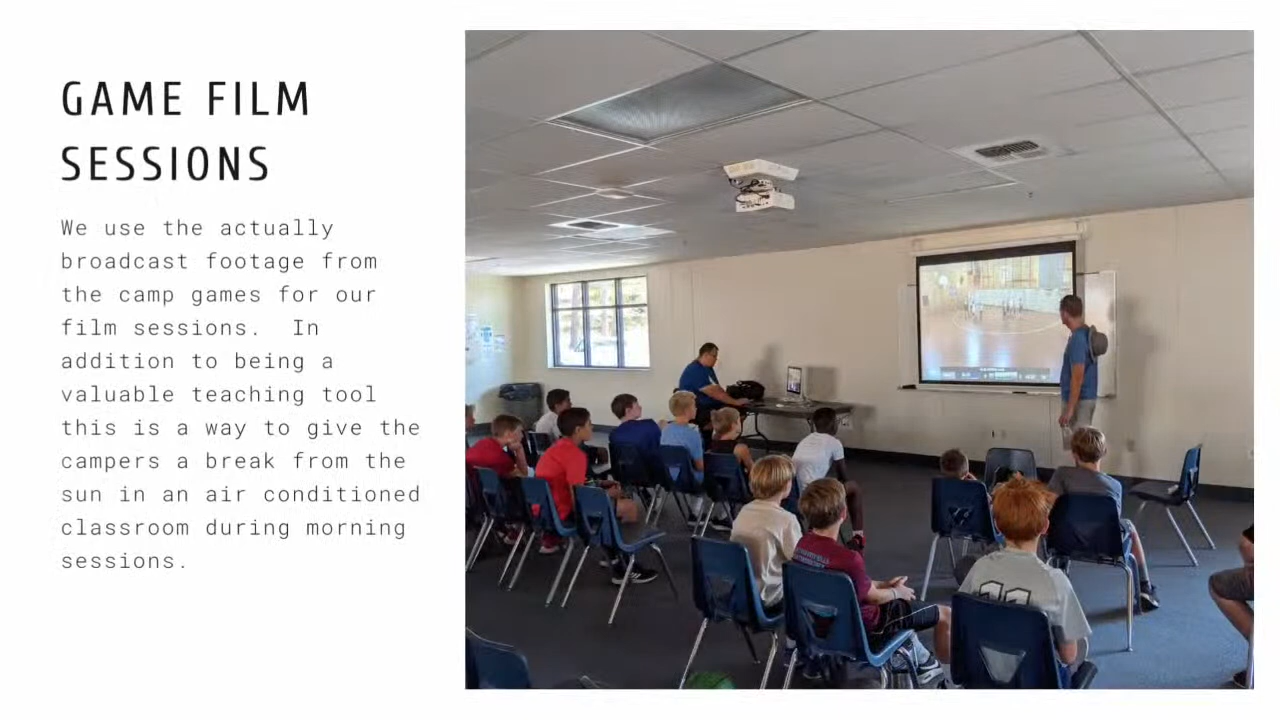 GAME FILM
SESSIONS
We use the actually
broadcast footage from
the camp games for our
film sessions.  In
addition to being a
valuable teaching tool
this is a way to give the
campers a break from the
sun in an air conditioned
classroom during morning
sessions.
11